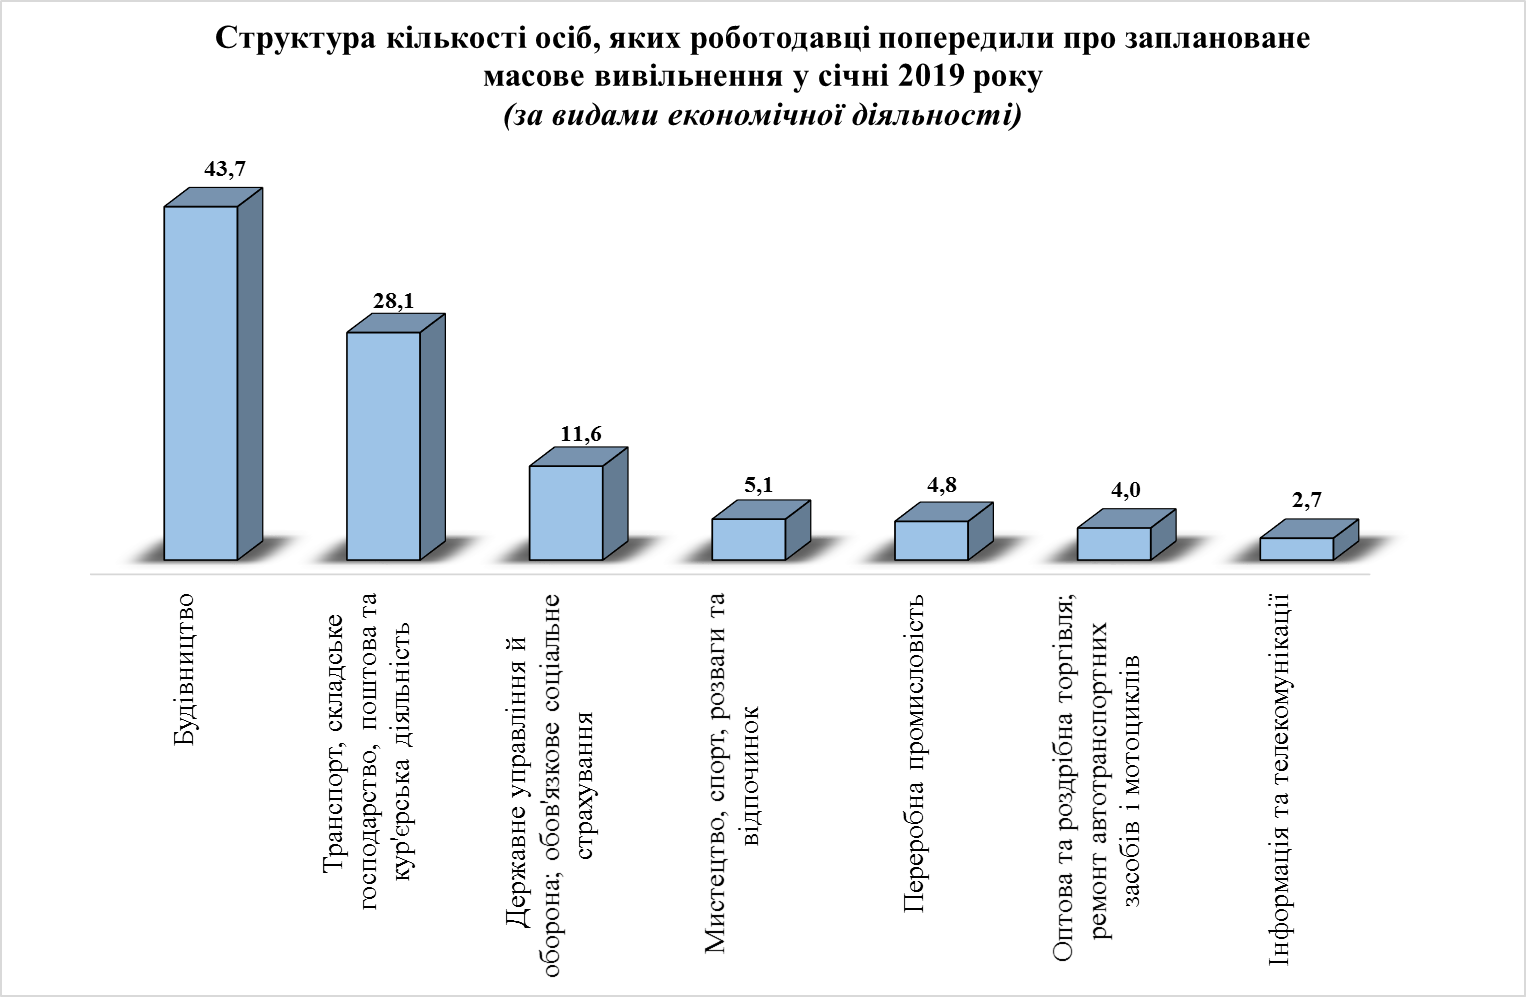 Структура кількості осіб, яких роботодавці попередили про заплановане
масове вивільнення у січні 2019 року
(за видами економічної діяльності)
43,7
28,1
11,6
5,1
4,8
4,0
2,7
Будівництво
Транспорт, складське
господарство, поштова та
кур'єрська діяльність
Державне управління й
оборона; обов'язкове соціальне
страхування
Мистецтво, спорт, розваги та
відпочинок
Переробна промисловість
Оптова та роздрібна торгівля;
ремонт автотранспортних
засобів і мотоциклів
Інформація та телекомунікації